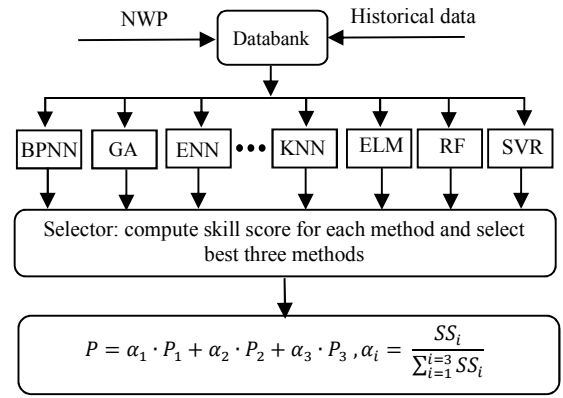 NWP
Historical data
Databank
BPNN GA ENN ••• KNN ELM RF SVR
Selector: compute skill score for each method and select
best three methods
P = α₁ · P₁ + α₂ · P₂ + α₃ · P₃ , αᵢ = SSᵢ / ∑ᵢ₌₁ⁱ⁼³ SSᵢ